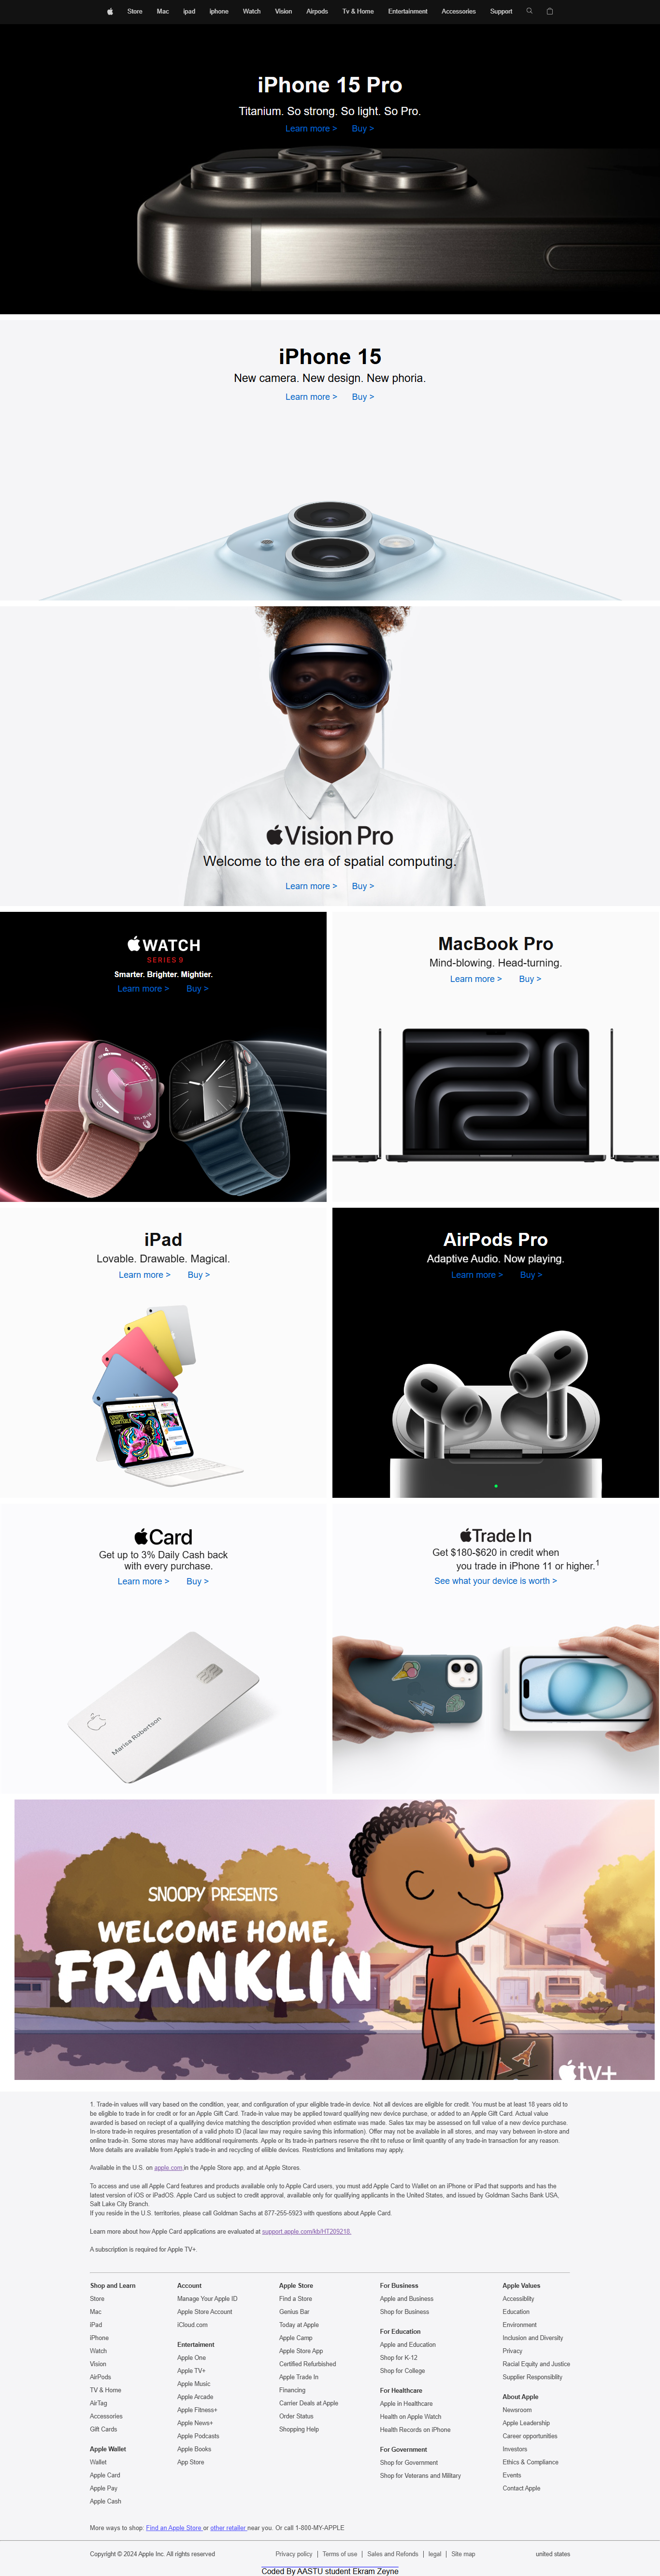 Store Mac ipad iphone Watch Vision Airpods Tv & Home Entertainment Accessories Support
iPhone 15 Pro
Titanium. So strong. So light. So Pro.
Learn more > Buy >
iPhone 15
New camera. New design. New phoria.
Learn more > Buy >
Vision Pro
Welcome to the era of spatial computing.
Learn more > Buy >
WATCH
SERIES 9
Smarter. Brighter. Mightier.
Learn more > Buy >
MacBook Pro
Mind-blowing. Head-turning.
Learn more > Buy >
iPad
Lovable. Drawable. Magical.
Learn more > Buy >
AirPods Pro
Adaptive Audio. Now playing.
Learn more > Buy >
Card
Get up to 3% Daily Cash back
with every purchase.
Learn more > Buy >
Marisa Robertson
Trade In
Get $180-$620 in credit when
you trade in iPhone 11 or higher.1
See what your device is worth >
SNOOPY PRESENTS
WELCOME HOME,
FRANKLIN
tv+
1. Trade-in values will vary based on the condition, year, and configuration of ypur eligible trade-in device. Not all devices are eligible for credit. You must be at least 18 years old to
be eligible to trade in for credit or for an Apple Gift Card. Trade-in value may be applied toward qualifying new device purchase, or added to an Apple Gift Card. Actual value
awarded is based on reciept of a qualifying device matching the description provided when estimate was made. Sales tax may be assessed on full value of a new device purchase.
In-store trade-in requires presentation of a valid photo ID (local law may require saving this information). Offer may not be available in all stores, and may vary between in-store and
online trade-in. Some stores may have additional requirements. Apple or its trade-in partners reserve the riht to refuse or limit quantity of any trade-in transaction for any reason.
More details are available from Apple's trade-in and recycling of elilible devices. Restrictions and limitations may apply.
Available in the U.S. on apple.com in the Apple Store app, and at Apple Stores.
To access and use all Apple Card features and products available only to Apple Card users, you must add Apple Card to Wallet on an iPhone or iPad that supports and has the
latest version of iOS or iPadOS. Apple Card us subject to credit approval, available only for qualifying applicants in the United States, and issued by Goldman Sachs Bank USA,
Salt Lake City Branch.
If you reside in the U.S. territories, please call Goldman Sachs at 877-255-5923 with questions about Apple Card.
Learn more about how Apple Card applications are evaluated at support.apple.com/kb/HT209218.
A subscription is required for Apple TV+.
Shop and Learn
Store
Mac
iPad
iPhone
Watch
Vision
AirPods
TV & Home
AirTag
Accessories
Gift Cards
Apple Wallet
Wallet
Apple Card
Apple Pay
Apple Cash
Account
Manage Your Apple ID
Apple Store Account
iCloud.com
Entertaiment
Apple One
Apple TV+
Apple Music
Apple Arcade
Apple Fitness+
Apple News+
Apple Podcasts
Apple Books
App Store
Apple Store
Find a Store
Genius Bar
Today at Apple
Apple Camp
Apple Store App
Certified Refurbished
Apple Trade In
Financing
Carrier Deals at Apple
Order Status
Shopping Help
For Business
Apple and Business
Shop for Business
For Education
Apple and Education
Shop for K-12
Shop for College
For Healthcare
Apple in Healthcare
Health on Apple Watch
Health Records on iPhone
For Government
Shop for Government
Shop for Veterans and Military
Apple Values
Accessiblity
Education
Environment
Inclusion and Diversity
Privacy
Racial Equity and Justice
Supplier Responsiblity
About Apple
Newsroom
Apple Leadership
Career opportunities
Investors
Ethics & Compliance
Events
Contact Apple
More ways to shop: Find an Apple Store or other retailer near you. Or call 1-800-MY-APPLE
Copyright © 2024 Apple Inc. All rights reserved Privacy policy | Terms of use | Sales and Refunds | legal | Site map united states
Coded By AASTU student Ekram Zeyne